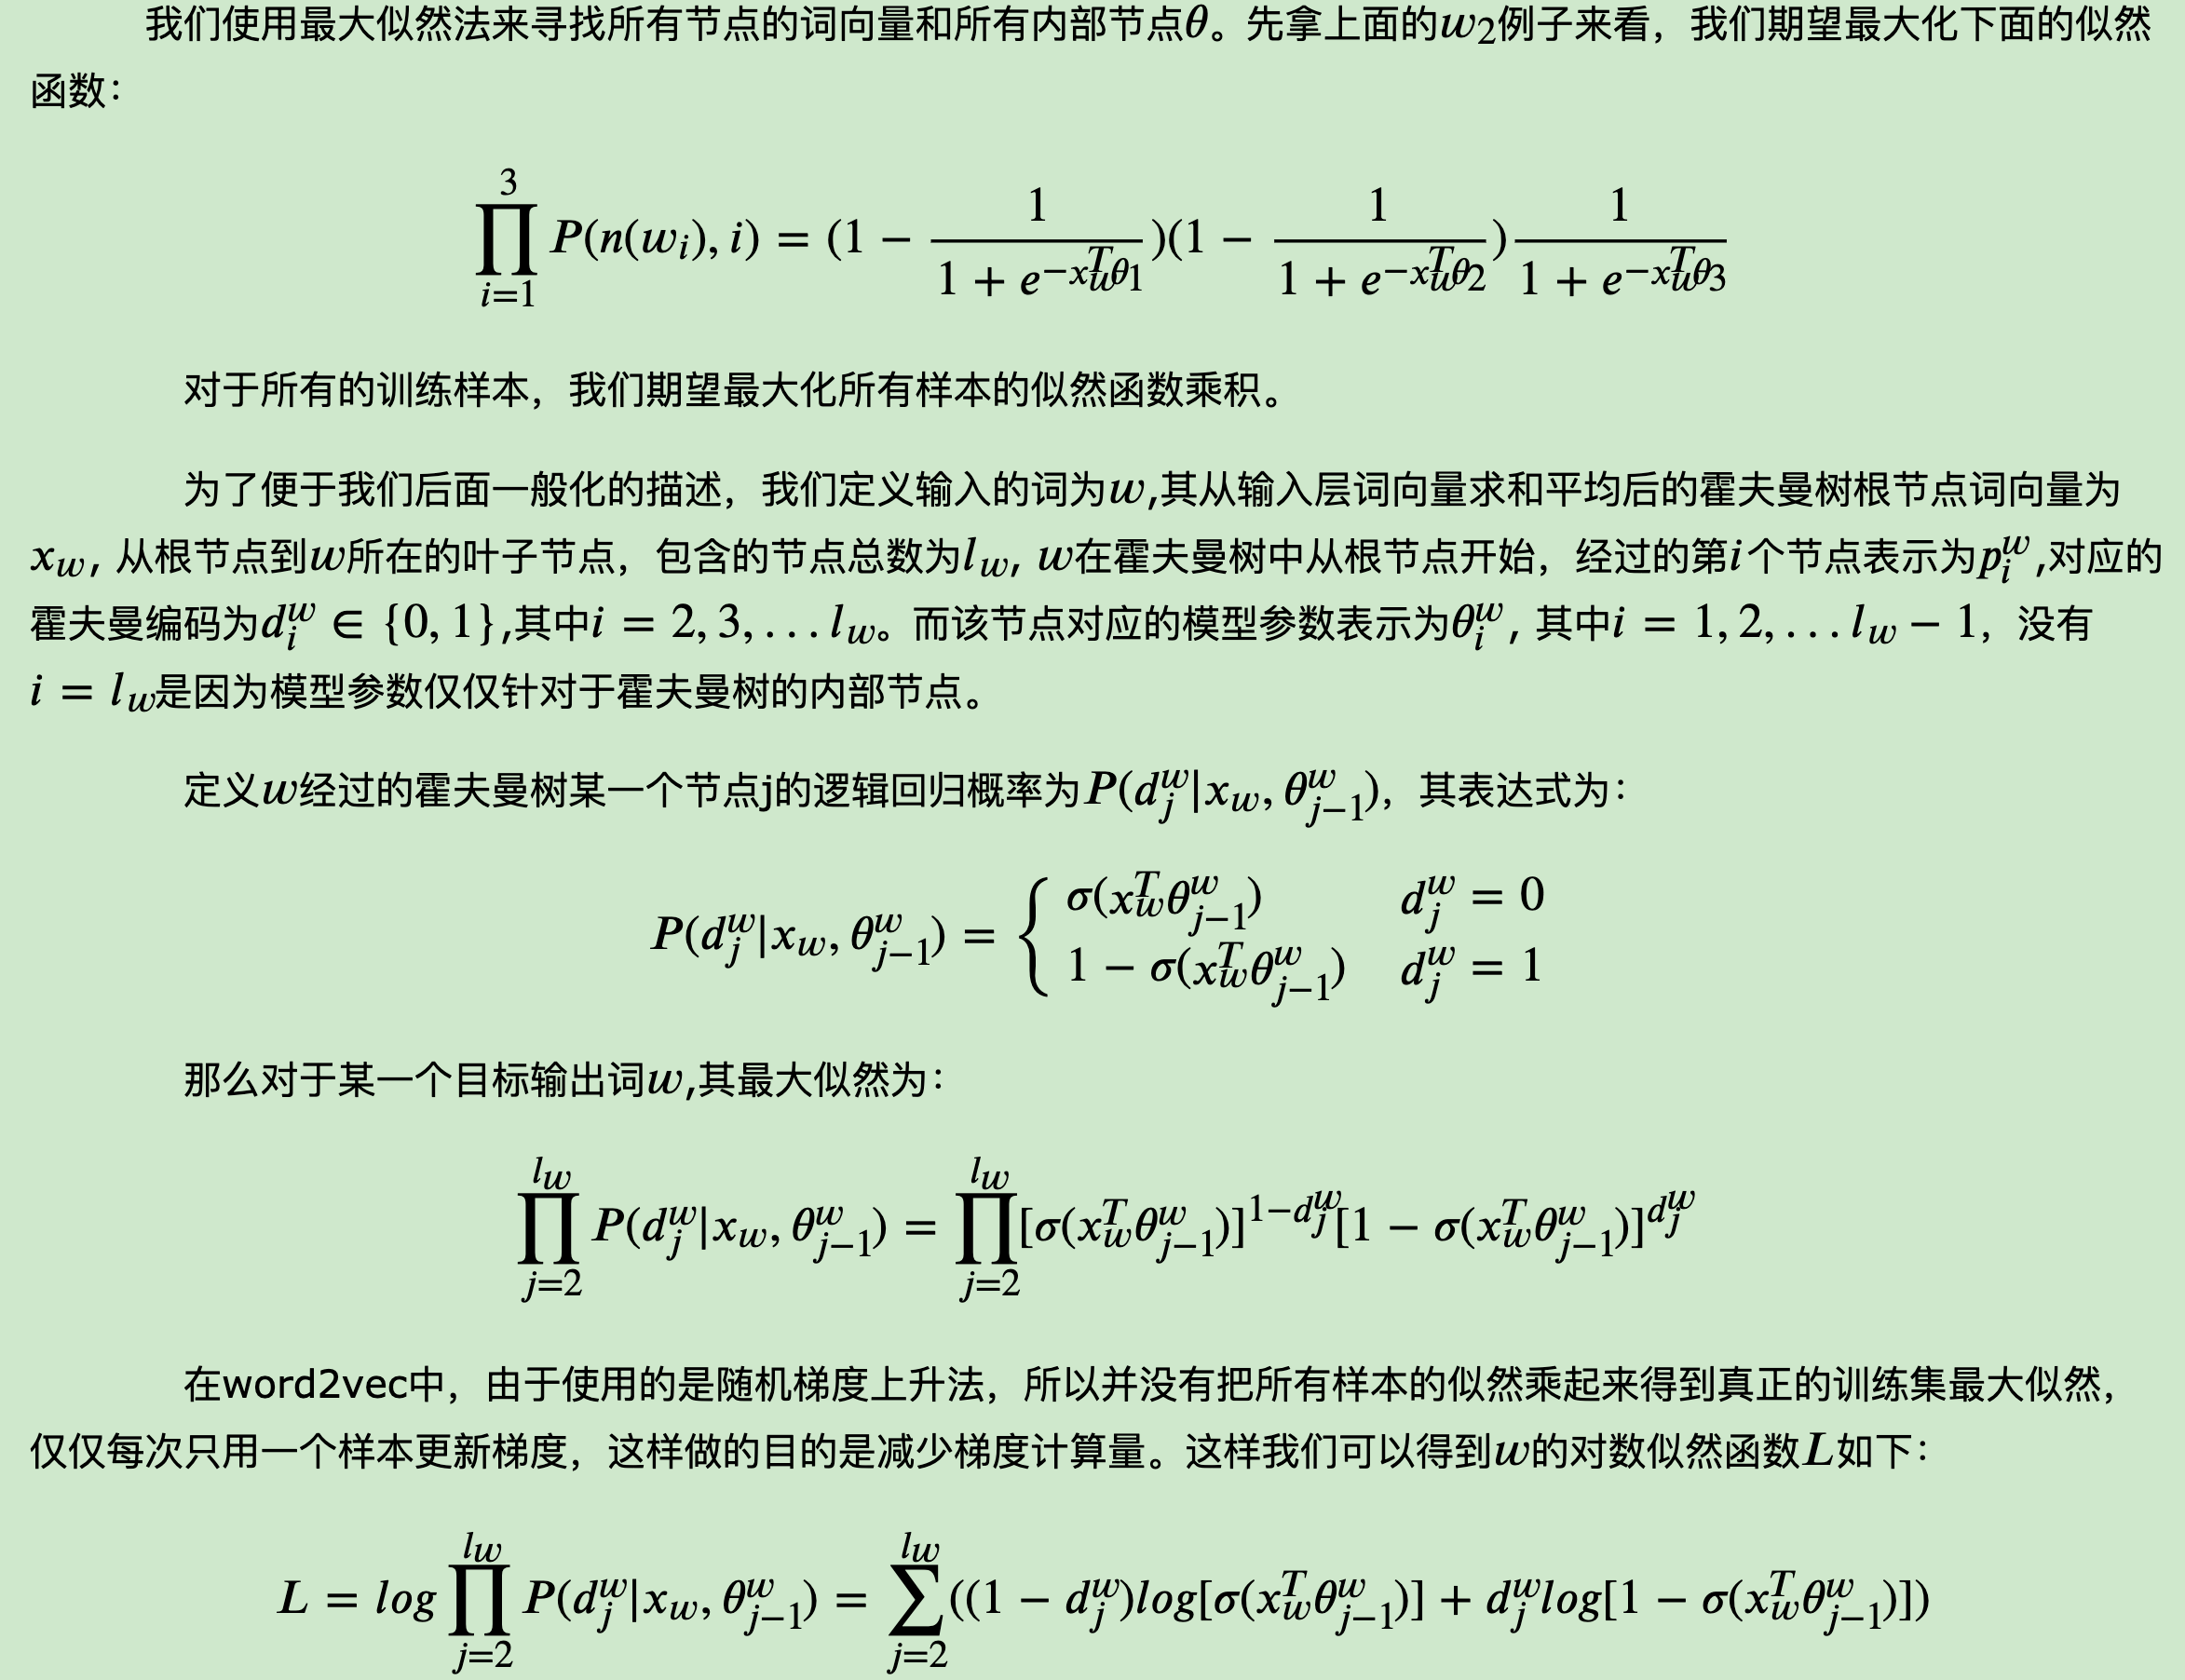 我们使用最大似然法来寻找所有节点的词向量和所有内部节点θ。先拿上面的$w_2$例子来看，我们期望最大化下面的似然
函数：
$\prod_{i=1}^{3} P(n(w_i), i) = (1 - \frac{1}{1 + e^{-x_w^T\theta_1}})(1 - \frac{1}{1 + e^{-x_w^T\theta_2}})\frac{1}{1 + e^{-x_w^T\theta_3}}$
对于所有的训练样本，我们期望最大化所有样本的似然函数乘积。
为了便于我们后面一般化的描述，我们定义输入的词为$w$,其从输入层词向量求和平均后的霍夫曼树根节点词向量为
$x_w$, 从根节点到$w$所在的叶子节点，包含的节点总数为$l_w$, $w$在霍夫曼树中从根节点开始，经过的第$i$个节点表示为$p_i^w$,对应的
霍夫曼编码为$d_i^w \in \{0, 1\}$,其中$i = 2, 3, \ldots l_w$。而该节点对应的模型参数表示为$\theta_i^w$, 其中$i = 1, 2, \ldots l_w - 1$，没有
$i = l_w$是因为模型参数仅仅针对于霍夫曼树的内部节点。
定义$w$经过的霍夫曼树某一个节点j的逻辑回归概率为$P(d_j^w|x_w, \theta_{j-1}^w)$，其表达式为：
$P(d_j^w|x_w, \theta_{j-1}^w) = \begin{cases} \sigma(x_w^T\theta_{j-1}^w) & d_j^w = 0 \\ 1 - \sigma(x_w^T\theta_{j-1}^w) & d_j^w = 1 \end{cases}$
那么对于某一个目标输出词$w$,其最大似然为：
$\prod_{j=2}^{l_w} P(d_j^w|x_w, \theta_{j-1}^w) = \prod_{j=2}^{l_w} [\sigma(x_w^T\theta_{j-1}^w)]^{1-d_j^w}[1 - \sigma(x_w^T\theta_{j-1}^w)]^{d_j^w}$
在word2vec中，由于使用的是随机梯度上升法，所以并没有把所有样本的似然乘起来得到真正的训练集最大似然，
仅仅每次只用一个样本更新梯度，这样做的目的是减少梯度计算量。这样我们可以得到$w$的对数似然函数$L$如下：
$L = log \prod_{j=2}^{l_w} P(d_j^w|x_w, \theta_{j-1}^w) = \sum_{j=2}^{l_w} ((1 - d_j^w)log[\sigma(x_w^T\theta_{j-1}^w)] + d_j^w log[1 - \sigma(x_w^T\theta_{j-1}^w)])$